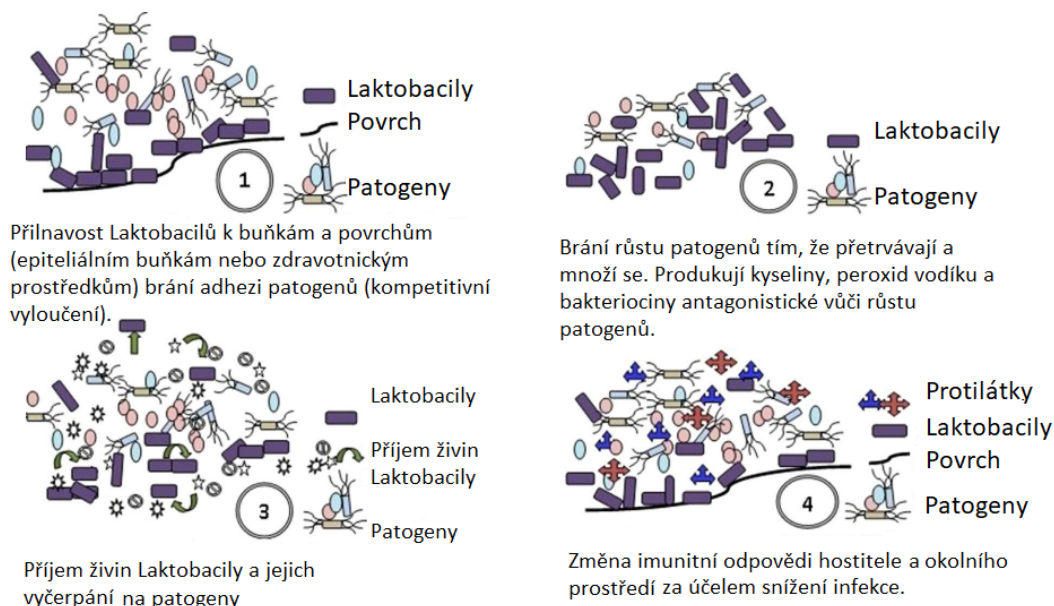 Laktobacily
Povrch
1
Patogeny
Přilnavost Laktobacilů k buňkám a povrchům
(epiteliálním buňkám nebo zdravotnickým
prostředkům) brání adhezi patogenů (kompetitivní
vyloučení).
Laktobacily
2
Patogeny
Brání růstu patogenů tím, že přetrvávají a
množí se. Produkují kyseliny, peroxid vodíku a
bakteriociny antagonistické vůči růstu
patogenů.
Laktobacily
Příjem živin
Laktobacily
3
Patogeny
Příjem živin Laktobacily a jejich
vyčerpání na patogeny
Protilátky
Laktobacily
Povrch
4
Patogeny
Změna imunitní odpovědi hostitele a okolního
prostředí za účelem snížení infekce.